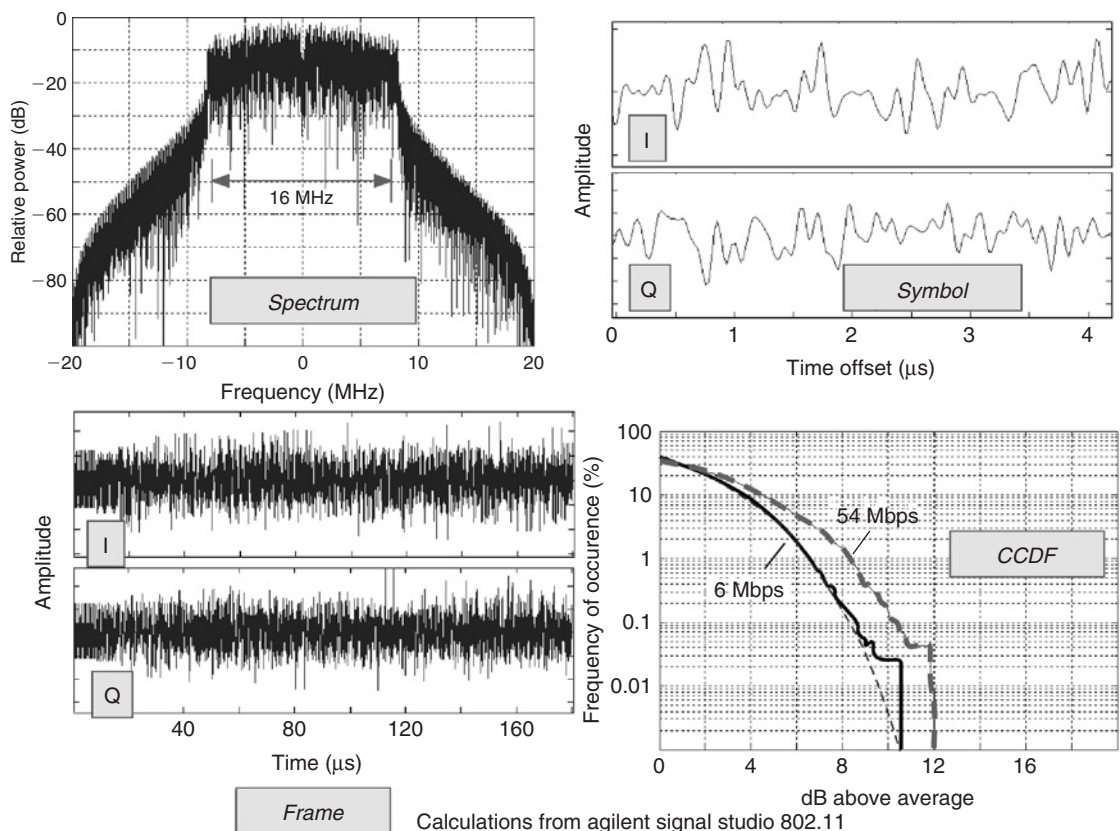 0
−20
−40
−60
−80
Relative power (dB)
16 MHz
Spectrum
−20
−10
0
10
20
Frequency (MHz)
I
Amplitude
Q
Symbol
1
2
3
4
Time offset (μs)
I
Amplitude
Q
40
80
120
160
Time (μs)
Frame
100
10
1
0.1
0.01
Frequency of occurence (%)
54 Mbps
6 Mbps
CCDF
0
4
8
12
16
dB above average
Calculations from agilent signal studio 802.11